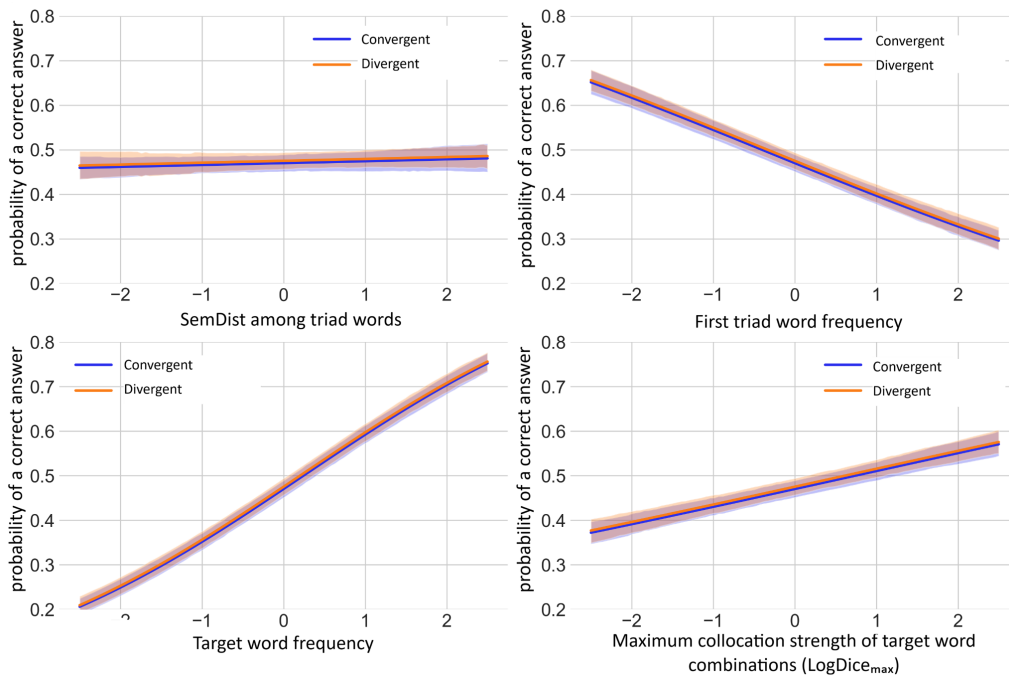 probability of a correct answer
0.8
0.7
0.6
0.5
0.4
0.3
0.2
Convergent
Divergent
−2 −1 0 1 2
SemDist among triad words
probability of a correct answer
0.8
0.7
0.6
0.5
0.4
0.3
0.2
Convergent
Divergent
−2 −1 0 1 2
First triad word frequency
probability of a correct answer
0.8
0.7
0.6
0.5
0.4
0.3
0.2
Convergent
Divergent
−2 −1 0 1 2
Target word frequency
probability of a correct answer
0.8
0.7
0.6
0.5
0.4
0.3
0.2
Convergent
Divergent
−2 −1 0 1 2
Maximum collocation strength of target word
combinations (LogDiceₘₐₓ)